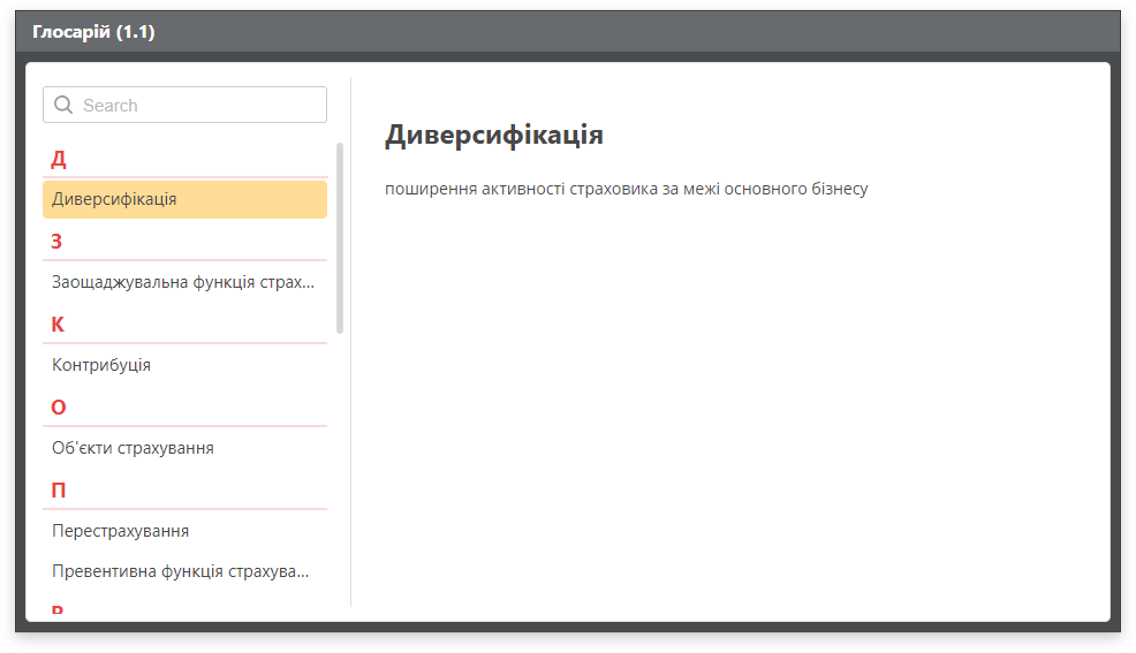 Глосарій (1.1)
Search
Д
Диверсифікація
З
Заощаджувальна функція страх...
К
Контрибуція
О
Об'єкти страхування
П
Перестрахування
Превентивна функція страхува...
Диверсифікація
поширення активності страховика за межі основного бізнесу